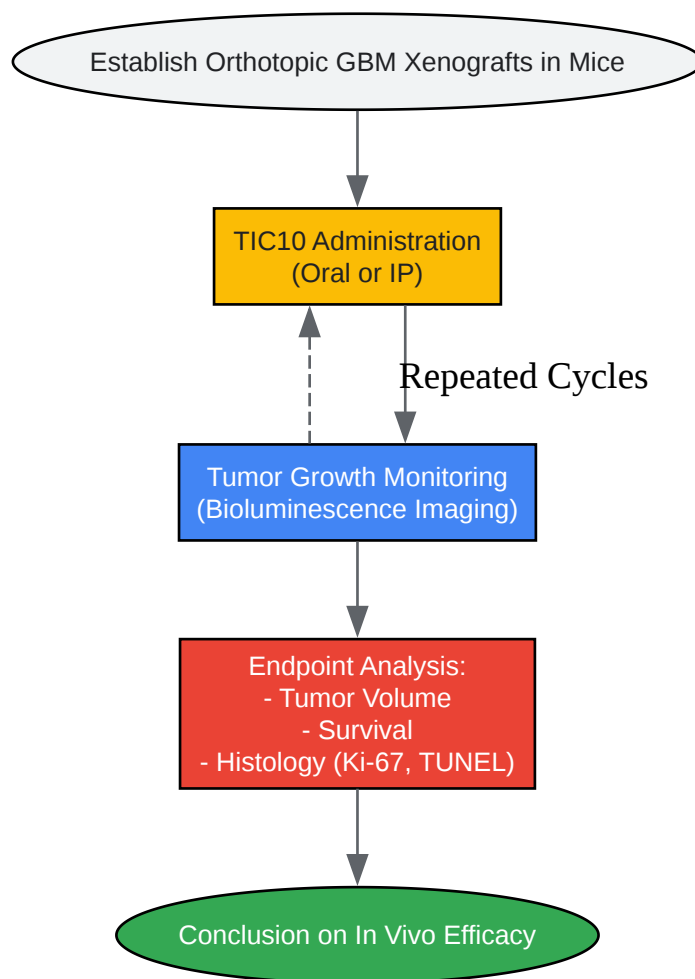 Establish Orthotopic GBM Xenografts in Mice
TIC10 Administration
(Oral or IP)
Repeated Cycles
Tumor Growth Monitoring
(Bioluminescence Imaging)
Endpoint Analysis:
- Tumor Volume
- Survival
- Histology (Ki-67, TUNEL)
Conclusion on In Vivo Efficacy